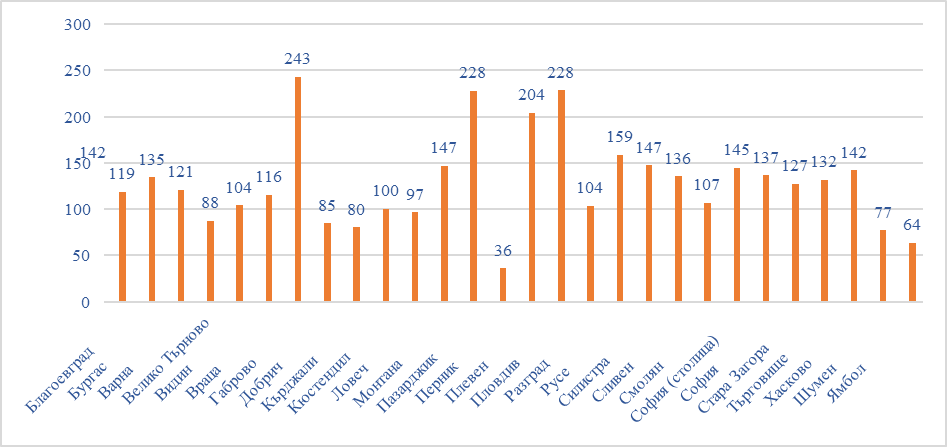 300
250
200
150
100
50
0
142
119
135
121
88
104
116
243
85
80
100
97
147
228
36
204
228
104
159
147
136
107
145
137
127
132
142
77
64
Благоевград
Бургас
Варна
Велико Търново
Видин
Враца
Габрово
Добрич
Кърджали
Кюстендил
Ловеч
Монтана
Пазарджик
Перник
Плевен
Пловдив
Разград
Русе
Силистра
Сливен
Смолян
София (столица)
София
Стара Загора
Търговище
Хасково
Шумен
Ямбол